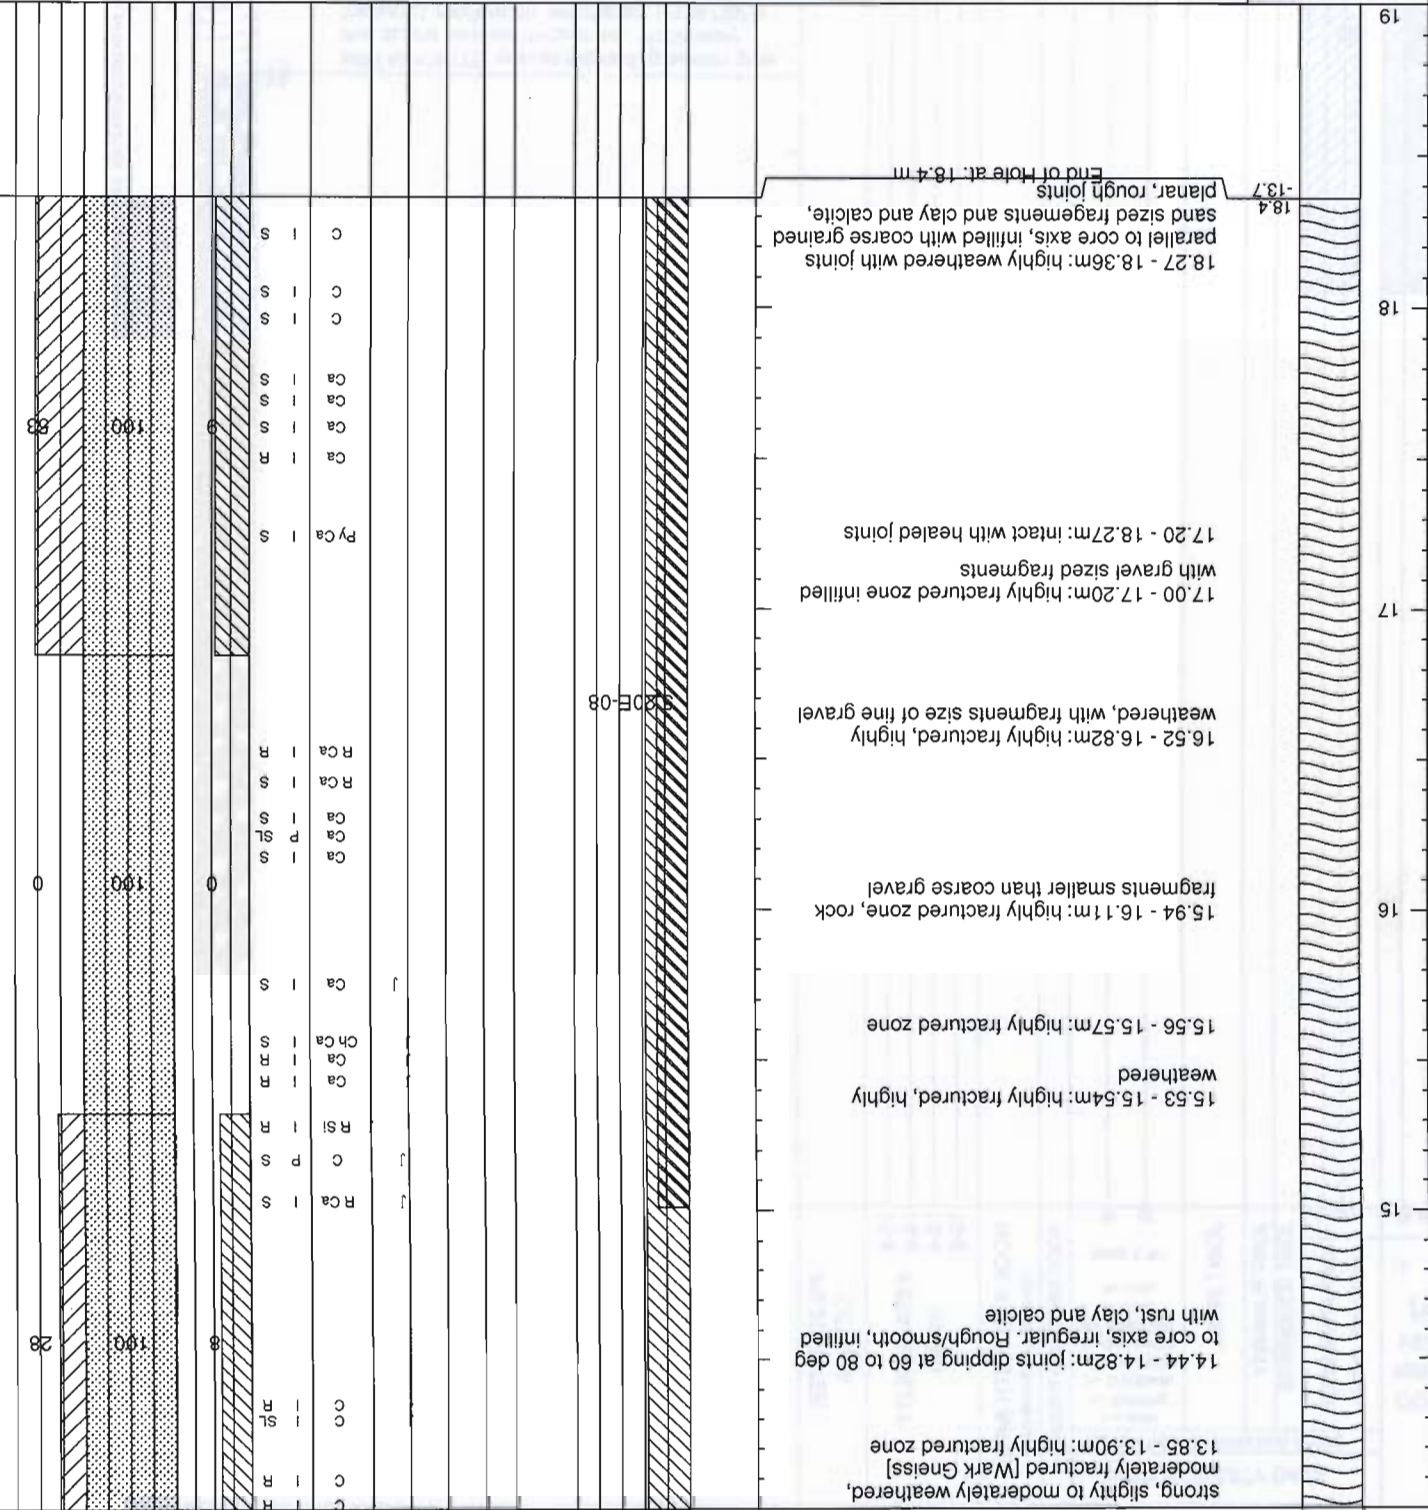 strong, slighty to moderately weathered,
moderately fractured [Wark Gneiss]
13.85 - 13.90m: highly fractured zone
14.44 - 14.82m: joints dipping at 60 to 80 deg
to core axis, irregular. Rough/smooth, infilled
with rust, clay and calcite
15
15.53 - 15.54m: highly fractured, highly
weathered
15.56 - 15.57m: highly fractured zone
16
15.94 - 16.11m: highly fractured zone, rock
fragments smaller than coarse gravel
16.52 - 16.82m: highly fractured, highly
weathered, with fragments size of fine gravel
17
17.00 - 17.20m: highly fractured zone infilled
with gravel sized fragments
17.20 - 18.27m: intact with healed joints
18
18.27 - 18.36m: highly weathered with joints
parallel to core axis, infilled with coarse grained
sand sized fragements and clay and calcite,
planar, rough joints
18.4
-13.7
End of Hole at: 18.4 m
19
C I R
C I R
C I SL
C I R
8 100 28
J R Ca I S
J C P S
R Si I R
Ca I R
Ca I R
Ch Ca I S
J Ca I S
0 100 0
Ca I S
Ca P SL
Ca I S
R Ca I S
R Ca I R
Py Ca I S
Ca I R
Ca I S
9 100 53
Ca I S
Ca I S
C I S
C I S
C I S